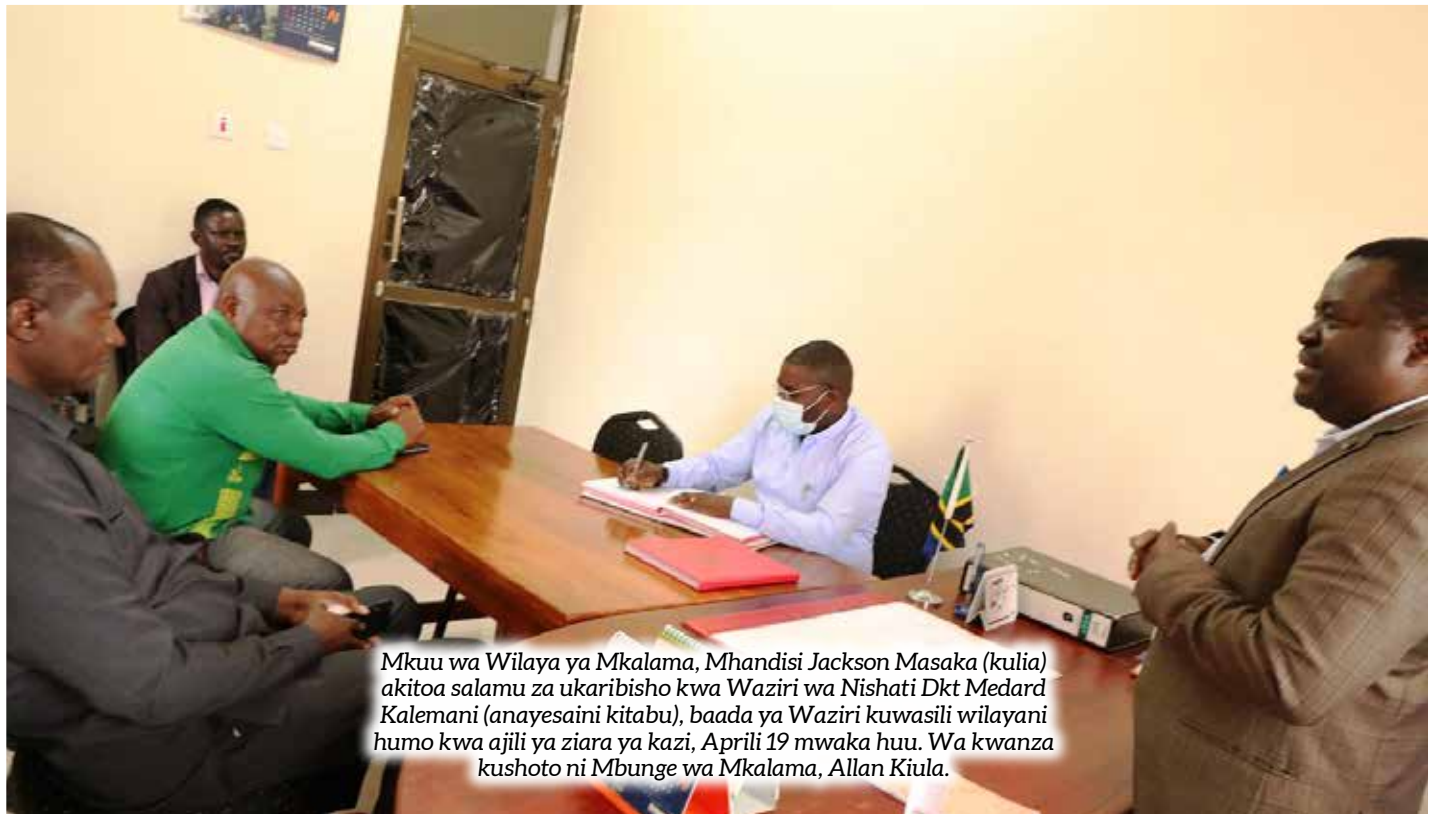 Mkuu wa Wilaya ya Mkalama, Mhandisi Jackson Masaka (kulia)
akitoa salamu za ukaribisho kwa Waziri wa Nishati Dkt Medard
Kalemani (anayesaini kitabu), baada ya Waziri kuwasili wilayani
humo kwa ajili ya ziara ya kazi, Aprili 19 mwaka huu. Wa kwanza
kushoto ni Mbunge wa Mkalama, Allan Kiula.